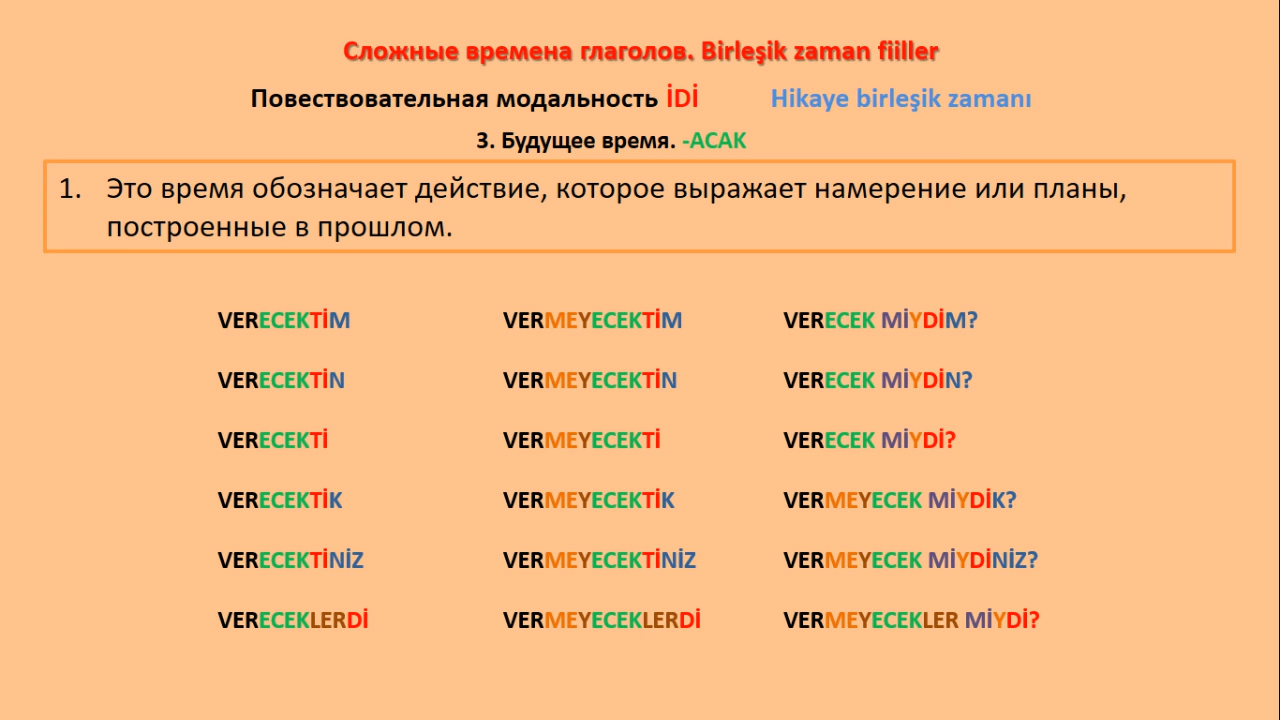 Сложные времена глаголов. Birleşik zaman fiiller
Повествовательная модальность İDİ Hikaye birleşik zamanı
3. Будущее время. -ACAK
1. Это время обозначает действие, которое выражает намерение или планы,
построенные в прошлом.
VERECEKTİM VERMEYECEKTİM VERECEK MİYDİM?
VERECEKTİN VERMEYECEKTİN VERECEK MİYDİN?
VERECEKTİ VERMEYECEKTİ VERECEK MİYDİ?
VERECEKTİK VERMEYECEKTİK VERMEYECEK MİYDİK?
VERECEKTİNİZ VERMEYECEKTİNİZ VERMEYECEK MİYDİNİZ?
VERECEKLERDİ VERMEYECEKLERDİ VERMEYECEKLER MİYDİ?